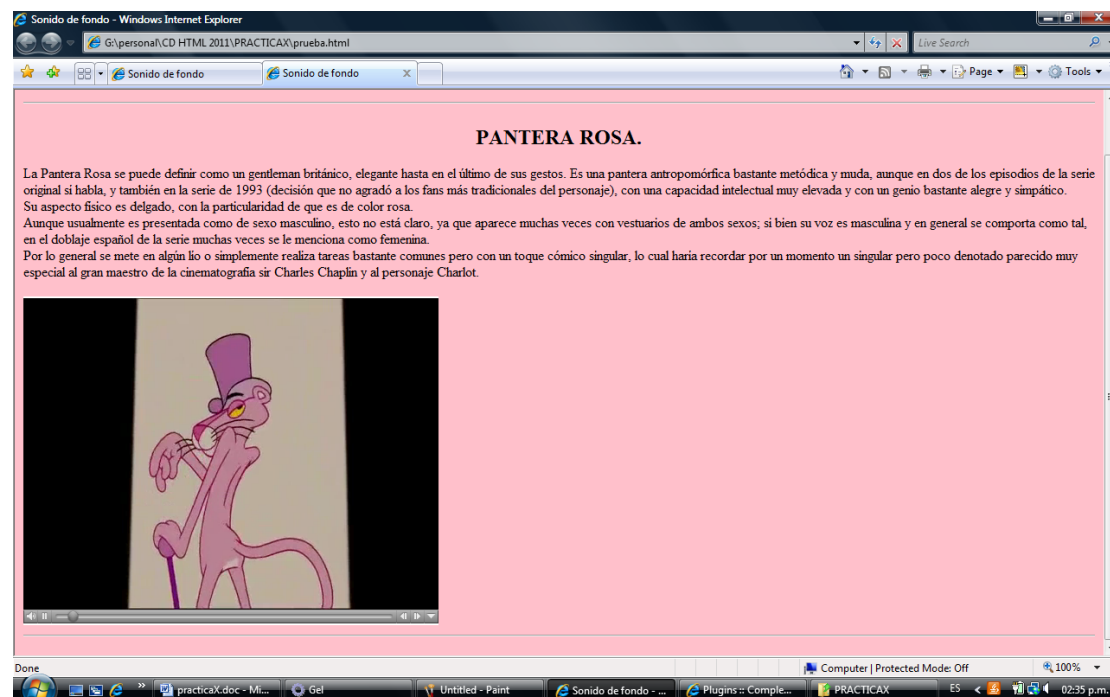 Sonido de fondo - Windows Internet Explorer
G:\personal\CD HTML 2011\PRACTICAX\prueba.html
Live Search
Sonido de fondo
Sonido de fondo
Page
Tools
PANTERA ROSA.
La Pantera Rosa se puede definir como un gentleman británico, elegante hasta en el último de sus gestos. Es una pantera antropomórfica bastante metódica y muda, aunque en dos de los episodios de la serie
original sí habla, y también en la serie de 1993 (decisión que no agradó a los fans más tradicionales del personaje), con una capacidad intelectual muy elevada y con un genio bastante alegre y simpático.
Su aspecto físico es delgado, con la particularidad de que es de color rosa.
Aunque usualmente es presentada como de sexo masculino, esto no está claro, ya que aparece muchas veces con vestuarios de ambos sexos; si bien su voz es masculina y en general se comporta como tal,
en el doblaje español de la serie muchas veces se le menciona como femenina.
Por lo general se mete en algún lío o simplemente realiza tareas bastante comunes pero con un toque cómico singular, lo cual haría recordar por un momento un singular pero poco denotado parecido muy
especial al gran maestro de la cinematografía sir Charles Chaplin y al personaje Charlot.
Done
Computer | Protected Mode: Off
100%
practicaX.doc - Mi...
Gel
Untitled - Paint
Sonido de fondo - ...
Plugins :: Comple...
PRACTICAX
ES
02:35 p.m.